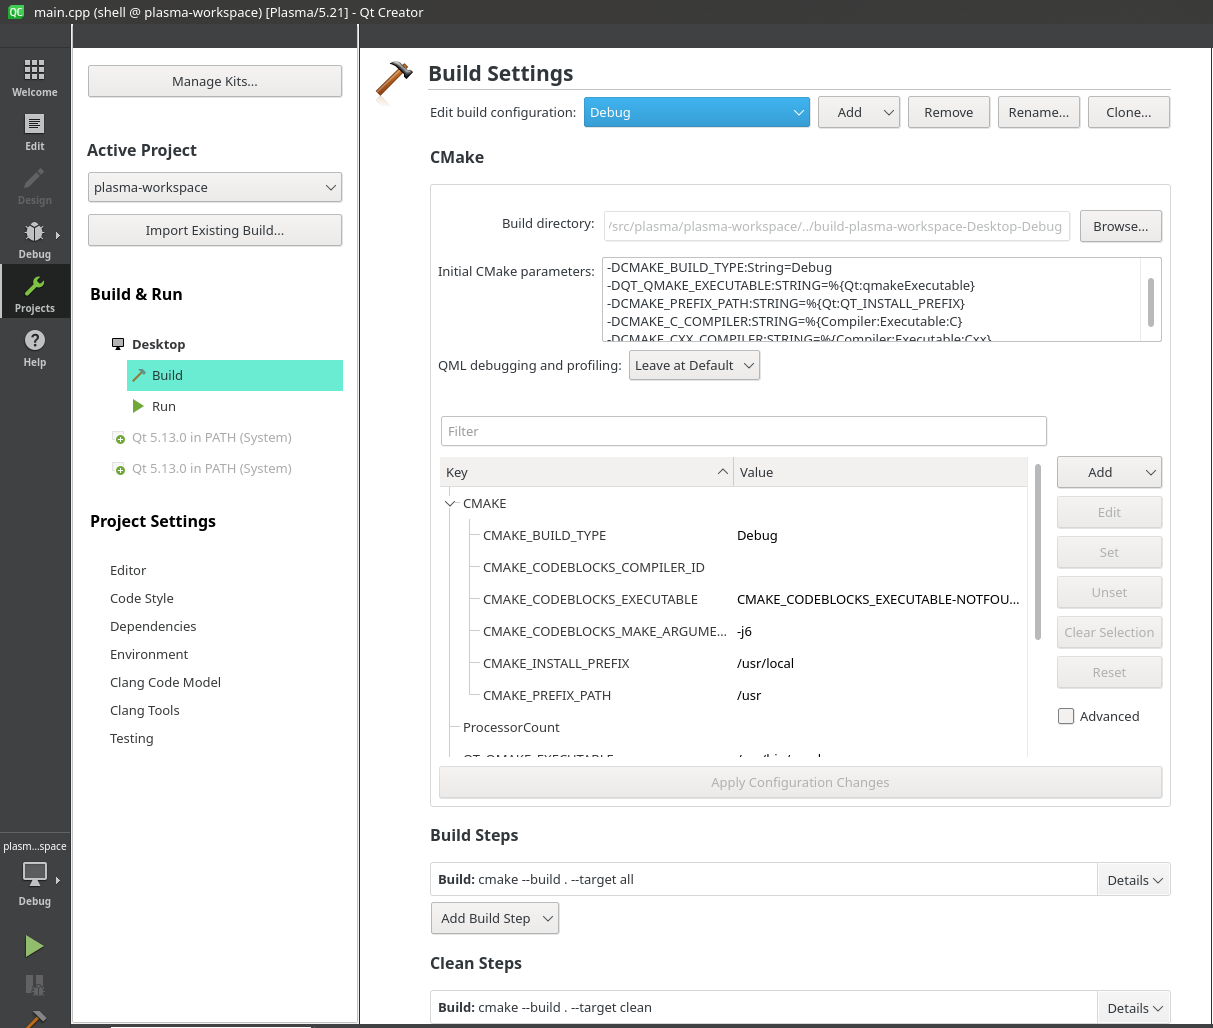 QC main.cpp (shell @ plasma-workspace) [Plasma/5.21] - Qt Creator
Welcome
Edit
Design
Debug
Projects
Help
plasm...space
Debug
Manage Kits...
Active Project
plasma-workspace
Import Existing Build...
Build & Run
Desktop
Build
Run
Qt 5.13.0 in PATH (System)
Qt 5.13.0 in PATH (System)
Project Settings
Editor
Code Style
Dependencies
Environment
Clang Code Model
Clang Tools
Testing
Build Settings
Edit build configuration: Debug Add Remove Rename... Clone...
CMake
Build directory: /src/plasma/plasma-workspace/../build-plasma-workspace-Desktop-Debug Browse...
Initial CMake parameters: -DCMAKE_BUILD_TYPE:String=Debug
-DQT_QMAKE_EXECUTABLE:STRING=%{Qt:qmakeExecutable}
-DCMAKE_PREFIX_PATH:STRING=%{Qt:QT_INSTALL_PREFIX}
-DCMAKE_C_COMPILER:STRING=%{Compiler:Executable:C}
-DCMAKE_CXX_COMPILER:STRING=%{Compiler:Executable:Cxx}
QML debugging and profiling: Leave at Default
Filter
Key Value
CMAKE
CMAKE_BUILD_TYPE Debug
CMAKE_CODEBLOCKS_COMPILER_ID
CMAKE_CODEBLOCKS_EXECUTABLE CMAKE_CODEBLOCKS_EXECUTABLE-NOTFOU...
CMAKE_CODEBLOCKS_MAKE_ARGUME... -j6
CMAKE_INSTALL_PREFIX /usr/local
CMAKE_PREFIX_PATH /usr
ProcessorCount
Add
Edit
Set
Unset
Clear Selection
Reset
Advanced
Apply Configuration Changes
Build Steps
Build: cmake --build . --target all Details
Add Build Step
Clean Steps
Build: cmake --build . --target clean Details